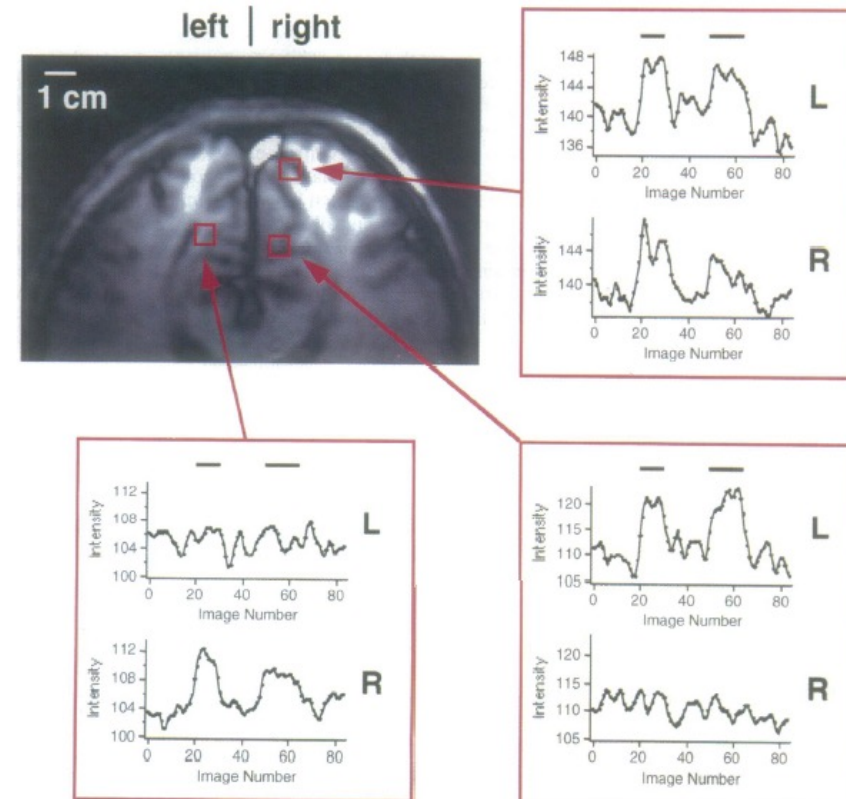 left | right
1 cm
148
144
140
136
Intensity
0 20 40 60 80
Image Number
L
144
140
Intensity
0 20 40 60 80
Image Number
R
112
108
104
100
Intensity
0 20 40 60 80
Image Number
L
112
108
104
100
Intensity
0 20 40 60 80
Image Number
R
120
115
110
105
Intensity
0 20 40 60 80
Image Number
L
120
115
110
105
Intensity
0 20 40 60 80
Image Number
R